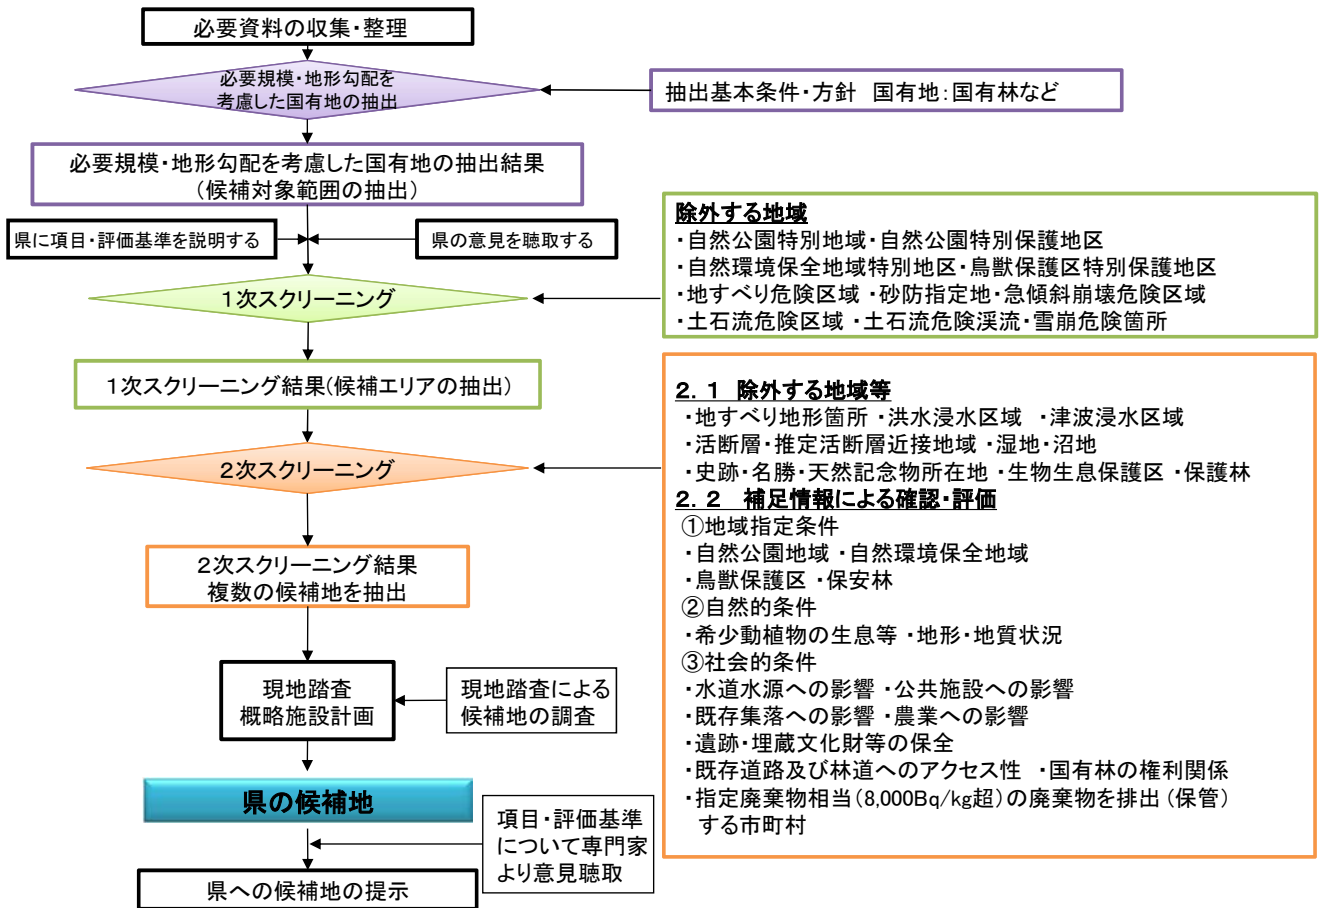 必要資料の収集・整理
必要規模・地形勾配を
考慮した国有地の抽出
抽出基本条件・方針　国有地：国有林など
必要規模・地形勾配を考慮した国有地の抽出結果
（候補対象範囲の抽出）
県に項目・評価基準を説明する
県の意見を聴取する
除外する地域
・自然公園特別地域・自然公園特別保護地区
・自然環境保全地域特別地区・鳥獣保護区特別保護地区
・地すべり危険区域 ・砂防指定地・急傾斜崩壊危険区域
・土石流危険区域 ・土石流危険渓流・雪崩危険箇所
１次スクリーニング
１次スクリーニング結果（候補エリアの抽出）
２次スクリーニング
２．１　除外する地域等
・地すべり地形箇所 ・洪水浸水区域　・津波浸水区域
・活断層・推定活断層近接地域　・湿地・沼地
・史跡・名勝・天然記念物所在地 ・生物生息保護区 ・保護林
２．２　補足情報による確認・評価
①地域指定条件
・自然公園地域 ・自然環境保全地域
・鳥獣保護区 ・保安林
②自然的条件
・希少動植物の生息等 ・地形・地質状況
③社会的条件
・水道水源への影響 ・公共施設への影響
・既存集落への影響 ・農業への影響
・遺跡・埋蔵文化財等の保全
・既存道路及び林道へのアクセス性　・国有林の権利関係
・指定廃棄物相当（8,000Bq/kg超）の廃棄物を排出（保管）
する市町村
２次スクリーニング結果
複数の候補地を抽出
現地踏査
概略施設計画
現地踏査による
候補地の調査
県の候補地
項目・評価基準
について専門家
より意見聴取
県への候補地の提示